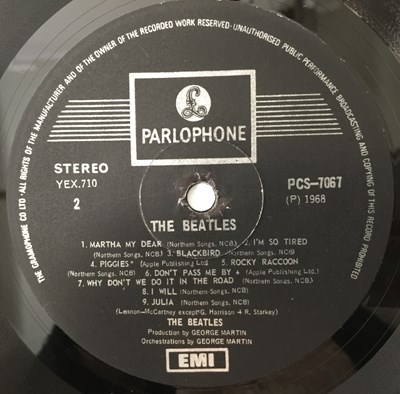 THE GRAMOPHONE CO. LTD. ALL RIGHTS OF THE MANUFACTURER AND OF THE OWNER OF THE RECORDED WORK RESERVED · UNAUTHORISED PUBLIC PERFORMANCE BROADCASTING AND COPYING OF THIS RECORD PROHIBITED
£
PARLOPHONE
STEREO
YEX.710
2
PCS-7067
(P) 1968
THE BEATLES
1. MARTHA MY DEAR (Northern Songs, NCB) 2. I'M SO TIRED
(Northern Songs, NCB) 3. BLACKBIRD (Northern Songs, NCB)
4. PIGGIES* (Apple Publishing Ltd.) 5. ROCKY RACCOON
(Northern Songs, NCB) 6. DON'T PASS ME BY + (Apple Publishing Ltd)
7. WHY DON'T WE DO IT IN THE ROAD (Northern Songs, NCB)
8. I WILL (Northern Songs, NCB)
9. JULIA (Northern Songs, NCB)
(Lennon-McCartney except*G. Harrison + R. Starkey)
THE BEATLES
Production by GEORGE MARTIN
Orchestrations by GEORGE MARTIN
EMI